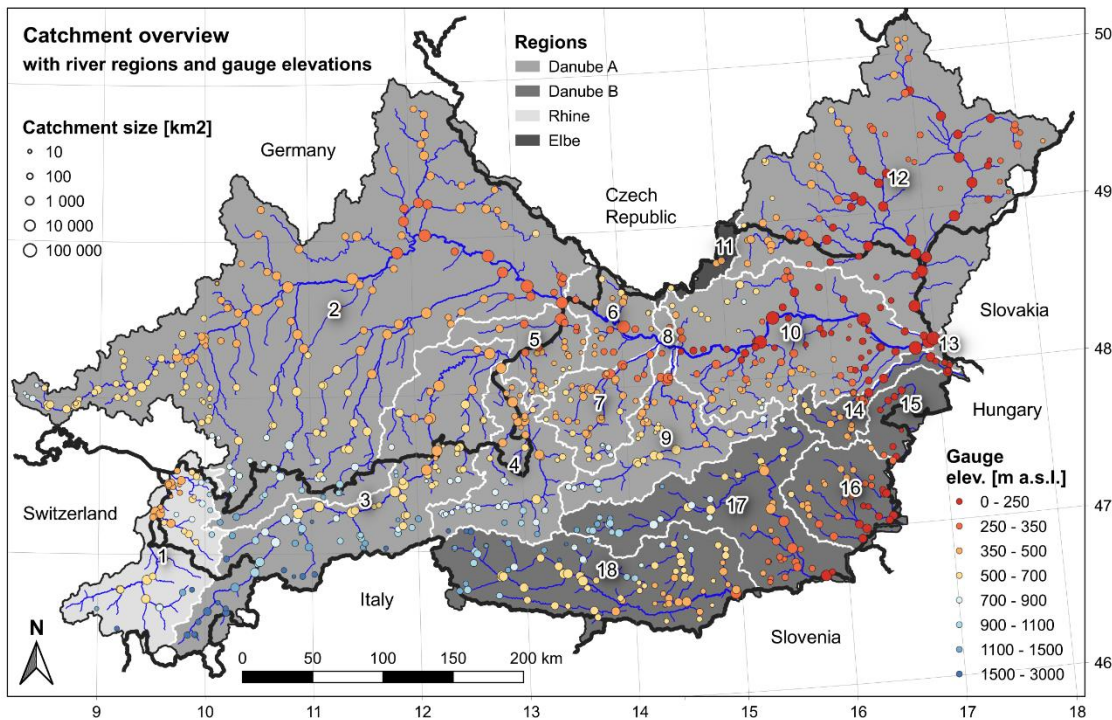 Catchment overview
with river regions and gauge elevations
Catchment size [km2]
10
100
1 000
10 000
100 000
Regions
Danube A
Danube B
Rhine
Elbe
Germany
Czech
Republic
Slovakia
Hungary
Slovenia
Italy
Switzerland
1
2
3
4
5
6
7
8
9
10
11
12
13
14
15
16
17
18
Gauge
elev. [m a.s.l.]
0 - 250
250 - 350
350 - 500
500 - 700
700 - 900
900 - 1100
1100 - 1500
1500 - 3000
N
0 50 100 150 200 km
50
49
48
47
46
9 10 11 12 13 14 15 16 17 18